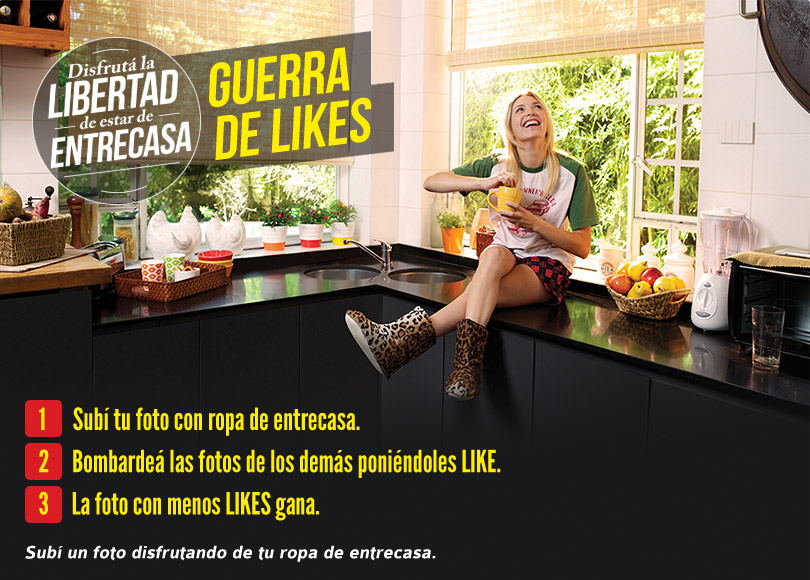 Disfrutá la
LIBERTAD
de estar de
ENTRECASA
GUERRA
DE LIKES
1 Subí tu foto con ropa de entrecasa.
2 Bombardeá las fotos de los demás poniéndoles LIKE.
3 La foto con menos LIKES gana.
Subí un foto disfrutando de tu ropa de entrecasa.